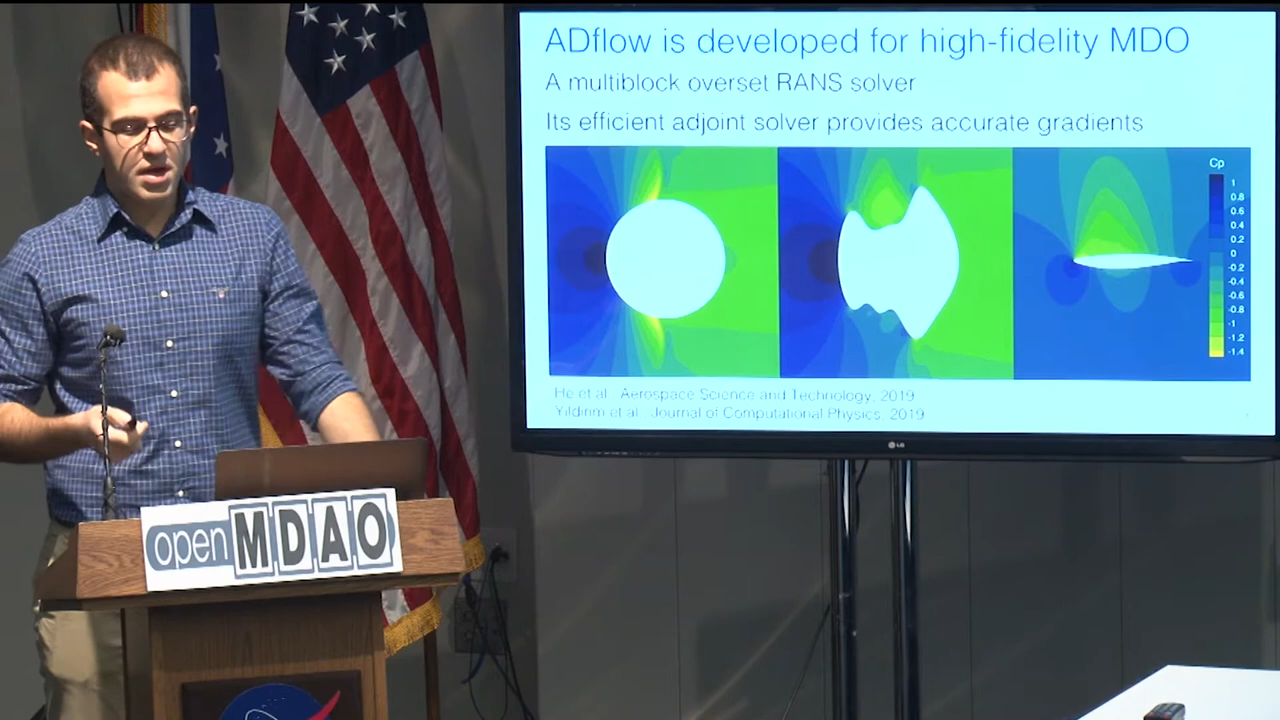 ADflow is developed for high-fidelity MDO
A multiblock overset RANS solver
Its efficient adjoint solver provides accurate gradients
Cp
1
0.8
0.6
0.4
0.2
0
-0.2
-0.4
-0.6
-0.8
-1
-1.2
-1.4
He et al., Aerospace Science and Technology, 2019
Yildirim et al., Journal of Computational Physics, 2019
LG
openMDAO